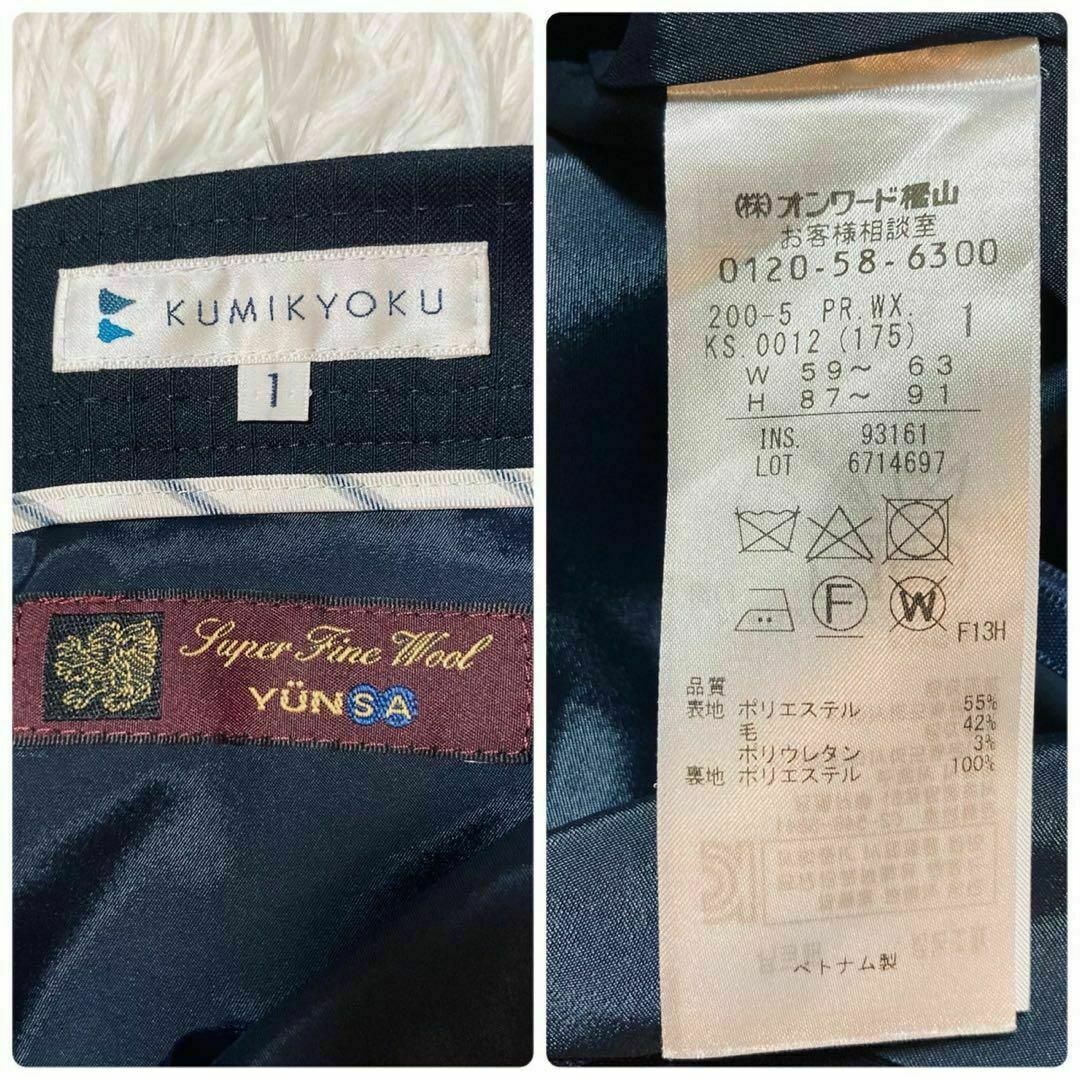 KUMIKYOKU
1
Super Fine Wool
YÜNSA
(株)オンワード樫山
お客様相談室
0120-58-6300
200-5 PR.WX. 1
KS 0012 (175)
W 59～ 63
H 87～ 91
INS. 93161
LOT 6714697
F
W
F13H
品質
表地 ポリエステル 55%
毛 42%
ポリウレタン 3%
裏地 ポリエステル 100%
ベトナム製